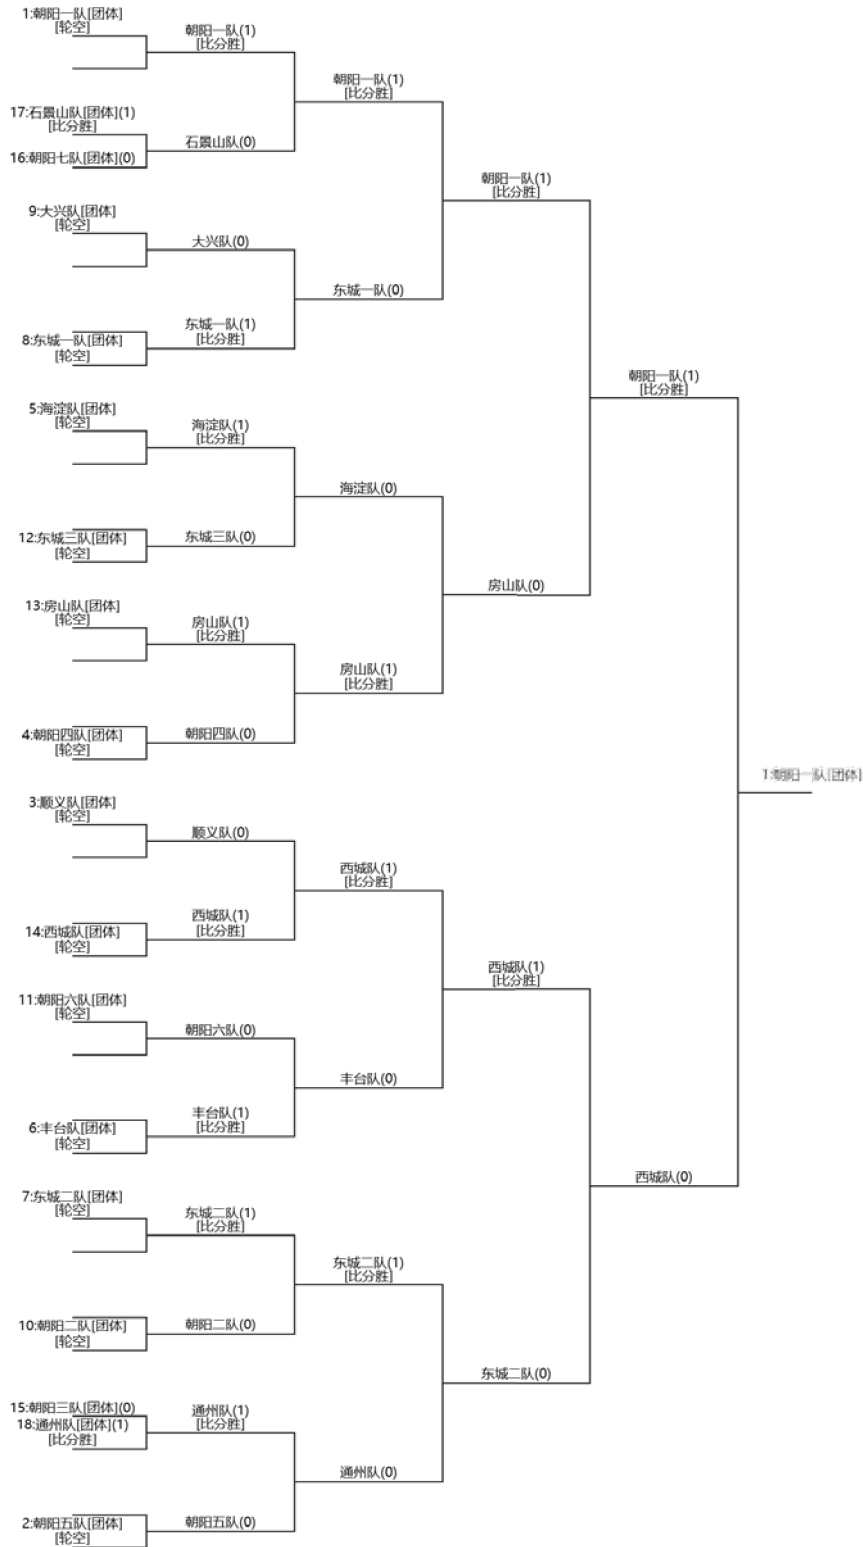 1:朝阳一队[团体]
[轮空]
朝阳一队(1)
[比分胜]
朝阳一队(1)
[比分胜]
17:石景山队[团体](1)
[比分胜]
石景山队(0)
16:朝阳七队[团体](0)
朝阳一队(1)
[比分胜]
9:大兴队[团体]
[轮空]
大兴队(0)
东城一队(0)
东城一队(1)
[比分胜]
8:东城一队[团体]
[轮空]
朝阳一队(1)
[比分胜]
5:海淀队[团体]
[轮空]
海淀队(1)
[比分胜]
海淀队(0)
12:东城三队[团体]
[轮空]
东城三队(0)
房山队(0)
13:房山队[团体]
[轮空]
房山队(1)
[比分胜]
房山队(1)
[比分胜]
4:朝阳四队[团体]
[轮空]
朝阳四队(0)
1:朝阳一队[团体]
3:顺义队[团体]
[轮空]
顺义队(0)
西城队(1)
[比分胜]
西城队(1)
[比分胜]
14:西城队[团体]
[轮空]
西城队(1)
[比分胜]
11:朝阳六队[团体]
[轮空]
朝阳六队(0)
丰台队(0)
丰台队(1)
[比分胜]
6:丰台队[团体]
[轮空]
西城队(0)
7:东城二队[团体]
[轮空]
东城二队(1)
[比分胜]
东城二队(1)
[比分胜]
10:朝阳二队[团体]
[轮空]
朝阳二队(0)
东城二队(0)
15:朝阳三队[团体](0)
18:通州队[团体](1)
[比分胜]
通州队(1)
[比分胜]
通州队(0)
2:朝阳五队[团体]
[轮空]
朝阳五队(0)